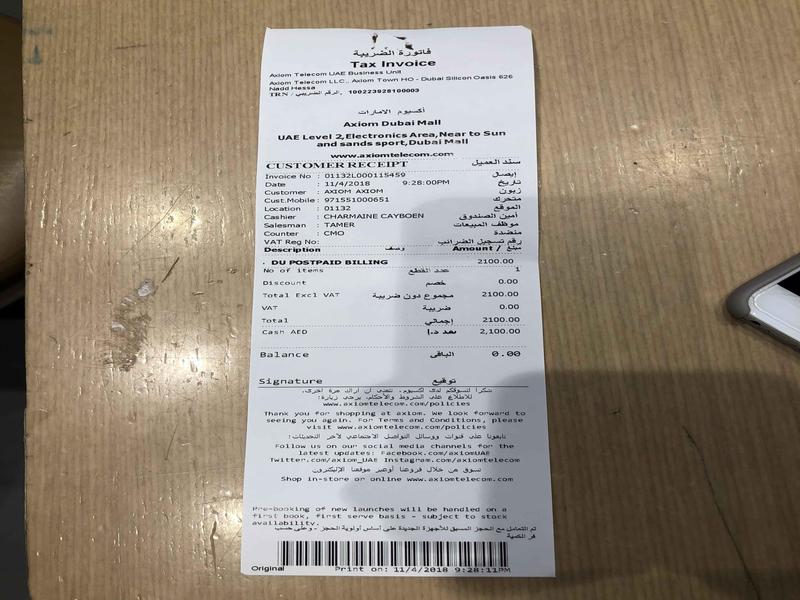 فاتورة الضريبة
Tax Invoice
Axiom Telecom UAE Business Unit
Axiom Telecom LLC., Axiom Town HO - Dubai Silicon Oasis 626
Nadd Hessa
TRN / الرقم الضريبي. 100223928100003
أكسيوم الامارات
Axiom Dubai Mall
UAE Level 2,Electronics Area,Near to Sun
and sands sport,Dubai Mall
www.axiomtelecom.com
CUSTOMER RECEIPT سند العميل
Invoice No : 01132L000115459 إيصال
Date : 11/4/2018 9:28:00PM تاريخ
Customer : AXIOM AXIOM زبون
Cust.Mobile : 971551000651 متحرك
Location : 01132 الموقع
Cashier : CHARMAINE CAYBOEN أمين الصندوق
Salesman : TAMER موظف المبيعات
Counter : CMO منضدة
VAT Reg No: رقم تسجيل الضرائب
Description وصف Amount / مبلغ
. DU POSTPAID BILLING 2100.00
No of items عدد القطع 1
Discount خصم 0.00
Total Excl VAT مجموع دون ضريبة 2100.00
VAT ضريبة 0.00
Total إجمالي 2100.00
Cash AED نقد د.إ 2,100.00
Balance الباقى 0.00
Signature توقيع
شكرا لتسوقكم لدى أكسيوم، نتمنى أن نراك مرة أخرى.
للاطلاع على الشروط والأحكام، يرجى زيارة:
www.axiomtelecom.com/policies
Thank you for shopping at axiom. We look forward to
seeing you again. For Terms and Conditions, please
visit www.axiomtelecom.com/policies
تابعونا على قنوات ووسائل التواصل الاجتماعي لآخر التحديثات:
Follow us on our social media channels for the
latest updates: Facebook.com/axiomUAE
Twitter.com/axiom_UAE Instagram.com/axiomtelecom
تسوق من خلال فروعنا أوعبر موقعنا الإليكترون
Shop in-store or online www.axiomtelecom.com
Pre-booking of new launches will be handled on a
first book, first serve basis - subject to stock
availability.
تم التعامل مع الحجز المسبق للأجهزة الجديدة على أساس أولوية الحجز - وعلى حسب
فر الكمية
Original Print on: 11/4/2018 9:28:11PM